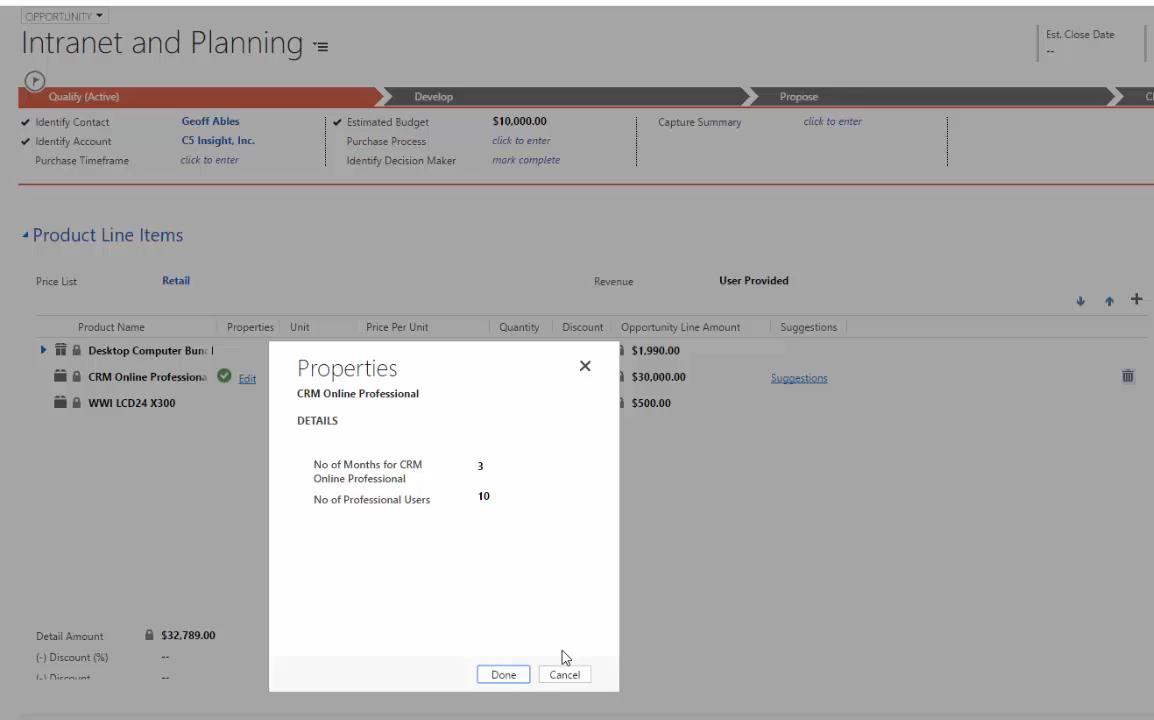 OPPORTUNITY
Intranet and Planning
Est. Close Date
--
Qualify (Active)
Develop
Propose
Identify Contact Geoff Ables
Estimated Budget $10,000.00
Capture Summary click to enter
Identify Account C5 Insight, Inc.
Purchase Process click to enter
Purchase Timeframe click to enter
Identify Decision Maker mark complete
Product Line Items
Price List Retail
Revenue User Provided
Product Name Properties Unit Price Per Unit Quantity Discount Opportunity Line Amount Suggestions
Desktop Computer Bun $1,990.00
CRM Online Professiona Edit $30,000.00 Suggestions
WWI LCD24 X300 $500.00
Properties
CRM Online Professional
DETAILS
No of Months for CRM
Online Professional 3
No of Professional Users 10
Done Cancel
Detail Amount $32,789.00
(-) Discount (%) --
(-) Discount --